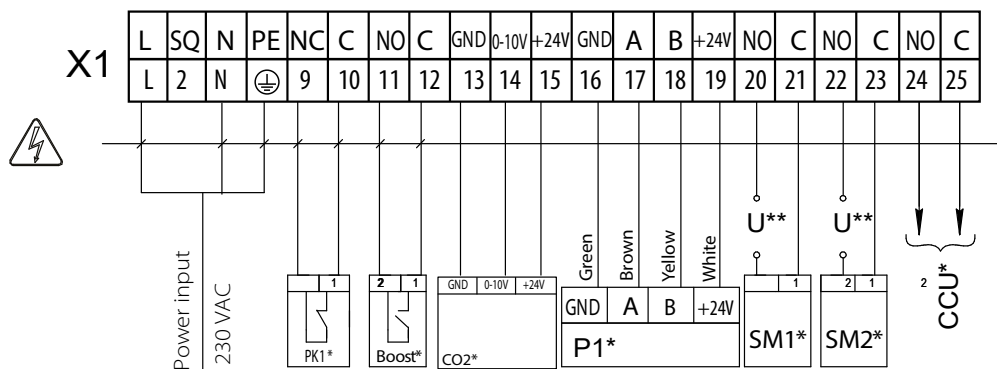 X1
L SQ N PE NC C NO C GND 0-10V +24V GND A B +24V NO C NO C NO C
L 2 N 9 10 11 12 13 14 15 16 17 18 19 20 21 22 23 24 25
U** U**
Green Brown Yellow White
Power input
230 VAC
1 2 1 GND 0-10V +24V GND A B +24V 1 2 1 2
PK1* Boost* CO2* P1* SM1* SM2* CCU*